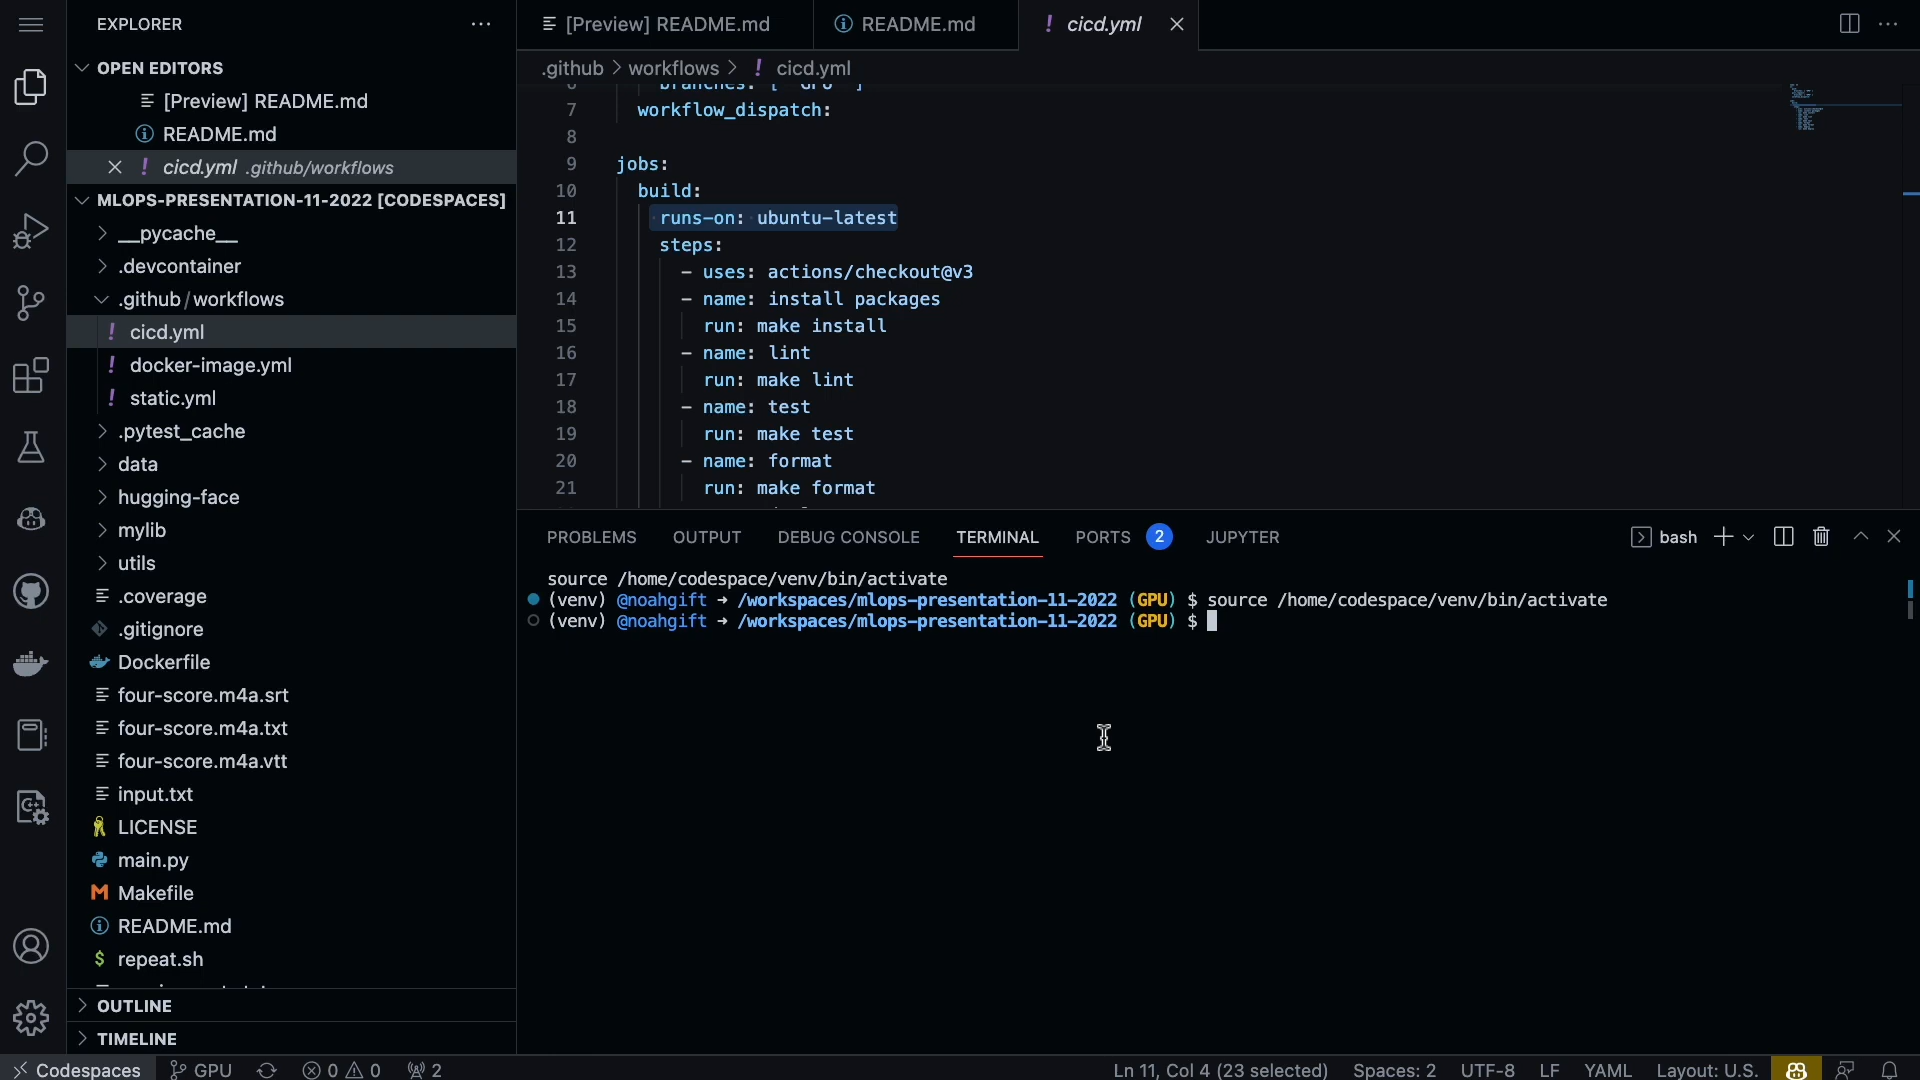 EXPLORER
OPEN EDITORS
[Preview] README.md
README.md
cicd.yml .github/workflows
MLOPS-PRESENTATION-11-2022 [CODESPACES]
__pycache__
.devcontainer
.github/workflows
cicd.yml
docker-image.yml
static.yml
.pytest_cache
data
hugging-face
mylib
utils
.coverage
.gitignore
Dockerfile
four-score.m4a.srt
four-score.m4a.txt
four-score.m4a.vtt
input.txt
LICENSE
main.py
Makefile
README.md
repeat.sh
OUTLINE
TIMELINE
[Preview] README.md
README.md
cicd.yml
.github > workflows > cicd.yml
7 workflow_dispatch:
8
9 jobs:
10 build:
11 runs-on: ubuntu-latest
12 steps:
13 - uses: actions/checkout@v3
14 - name: install packages
15 run: make install
16 - name: lint
17 run: make lint
18 - name: test
19 run: make test
20 - name: format
21 run: make format
PROBLEMS OUTPUT DEBUG CONSOLE TERMINAL PORTS 2 JUPYTER
bash
source /home/codespace/venv/bin/activate
(venv) @noahgift → /workspaces/mlops-presentation-11-2022 (GPU) $ source /home/codespace/venv/bin/activate
(venv) @noahgift → /workspaces/mlops-presentation-11-2022 (GPU) $
Codespaces GPU 0 0 2
Ln 11, Col 4 (23 selected) Spaces: 2 UTF-8 LF YAML Layout: U.S.